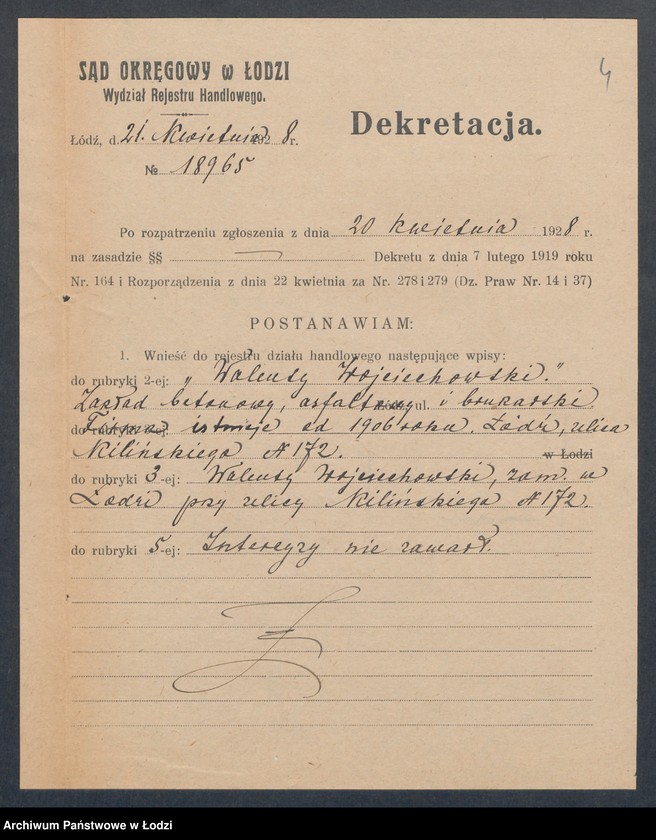 SĄD OKRĘGOWY w ŁODZI
Wydział Rejestru Handlowego.
4
Łódź, d. 21. Kwietnia 1928 r.
№ 18965
Dekretacja.
Po rozpatrzeniu zgłoszenia z dnia 20 kwietnia 1928 r.
na zasadzie §§ — Dekretu z dnia 7 lutego 1919 roku
Nr. 164 i Rozporządzenia z dnia 22 kwietnia za Nr. 278 i 279 (Dz. Praw Nr. 14 i 37)
POSTANAWIAM:
1. Wnieść do rejestru działu handlowego następujące wpisy:
do rubryki 2-ej: „Walenty Wojciechowski."
Zakład betonowy, asfaltowy i brukarski.
Firma istnieje od 1906 roku. Łódź, ulica
Kilińskiego № 172. w Łodzi
do rubryki 3-ej: Walenty Wojciechowski, zam. w
Łodzi przy ulicy Kilińskiego № 172.
do rubryki 5-ej: Intercyzy nie zawarł.
Archiwum Państwowe w Łodzi